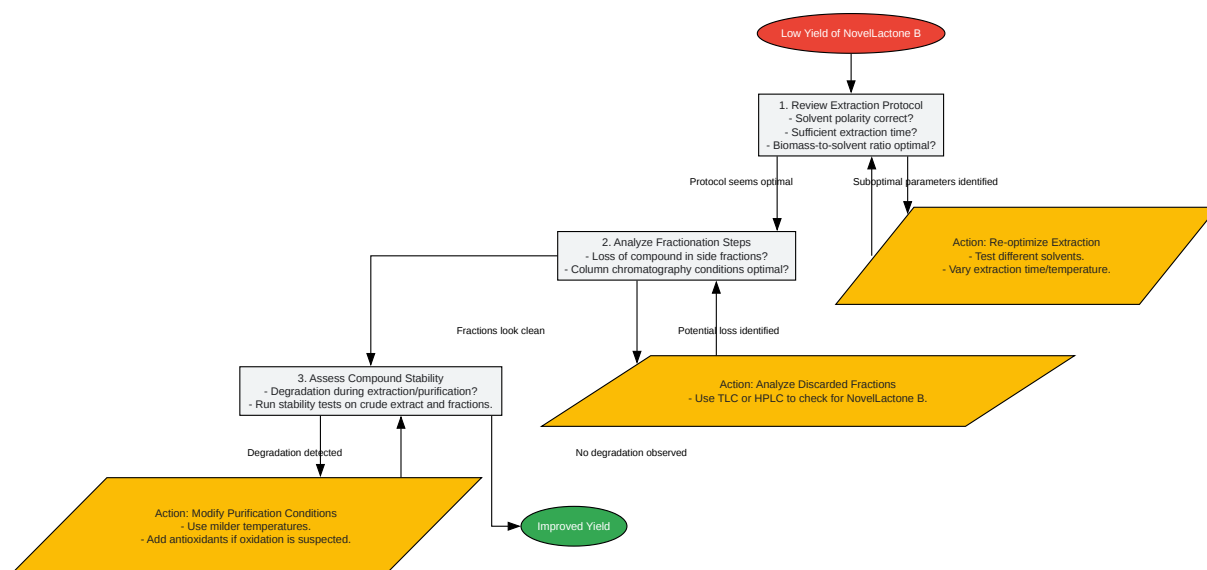 Low Yield of NovelLactone B
1. Review Extraction Protocol
- Solvent polarity correct?
- Sufficient extraction time?
- Biomass-to-solvent ratio optimal?
Protocol seems optimal
Suboptimal parameters identified
Action: Re-optimize Extraction
- Test different solvents.
- Vary extraction time/temperature.
2. Analyze Fractionation Steps
- Loss of compound in side fractions?
- Column chromatography conditions optimal?
Fractions look clean
Potential loss identified
Action: Analyze Discarded Fractions
- Use TLC or HPLC to check for NovelLactone B.
3. Assess Compound Stability
- Degradation during extraction/purification?
- Run stability tests on crude extract and fractions.
Degradation detected
No degradation observed
Action: Modify Purification Conditions
- Use milder temperatures.
- Add antioxidants if oxidation is suspected.
Improved Yield